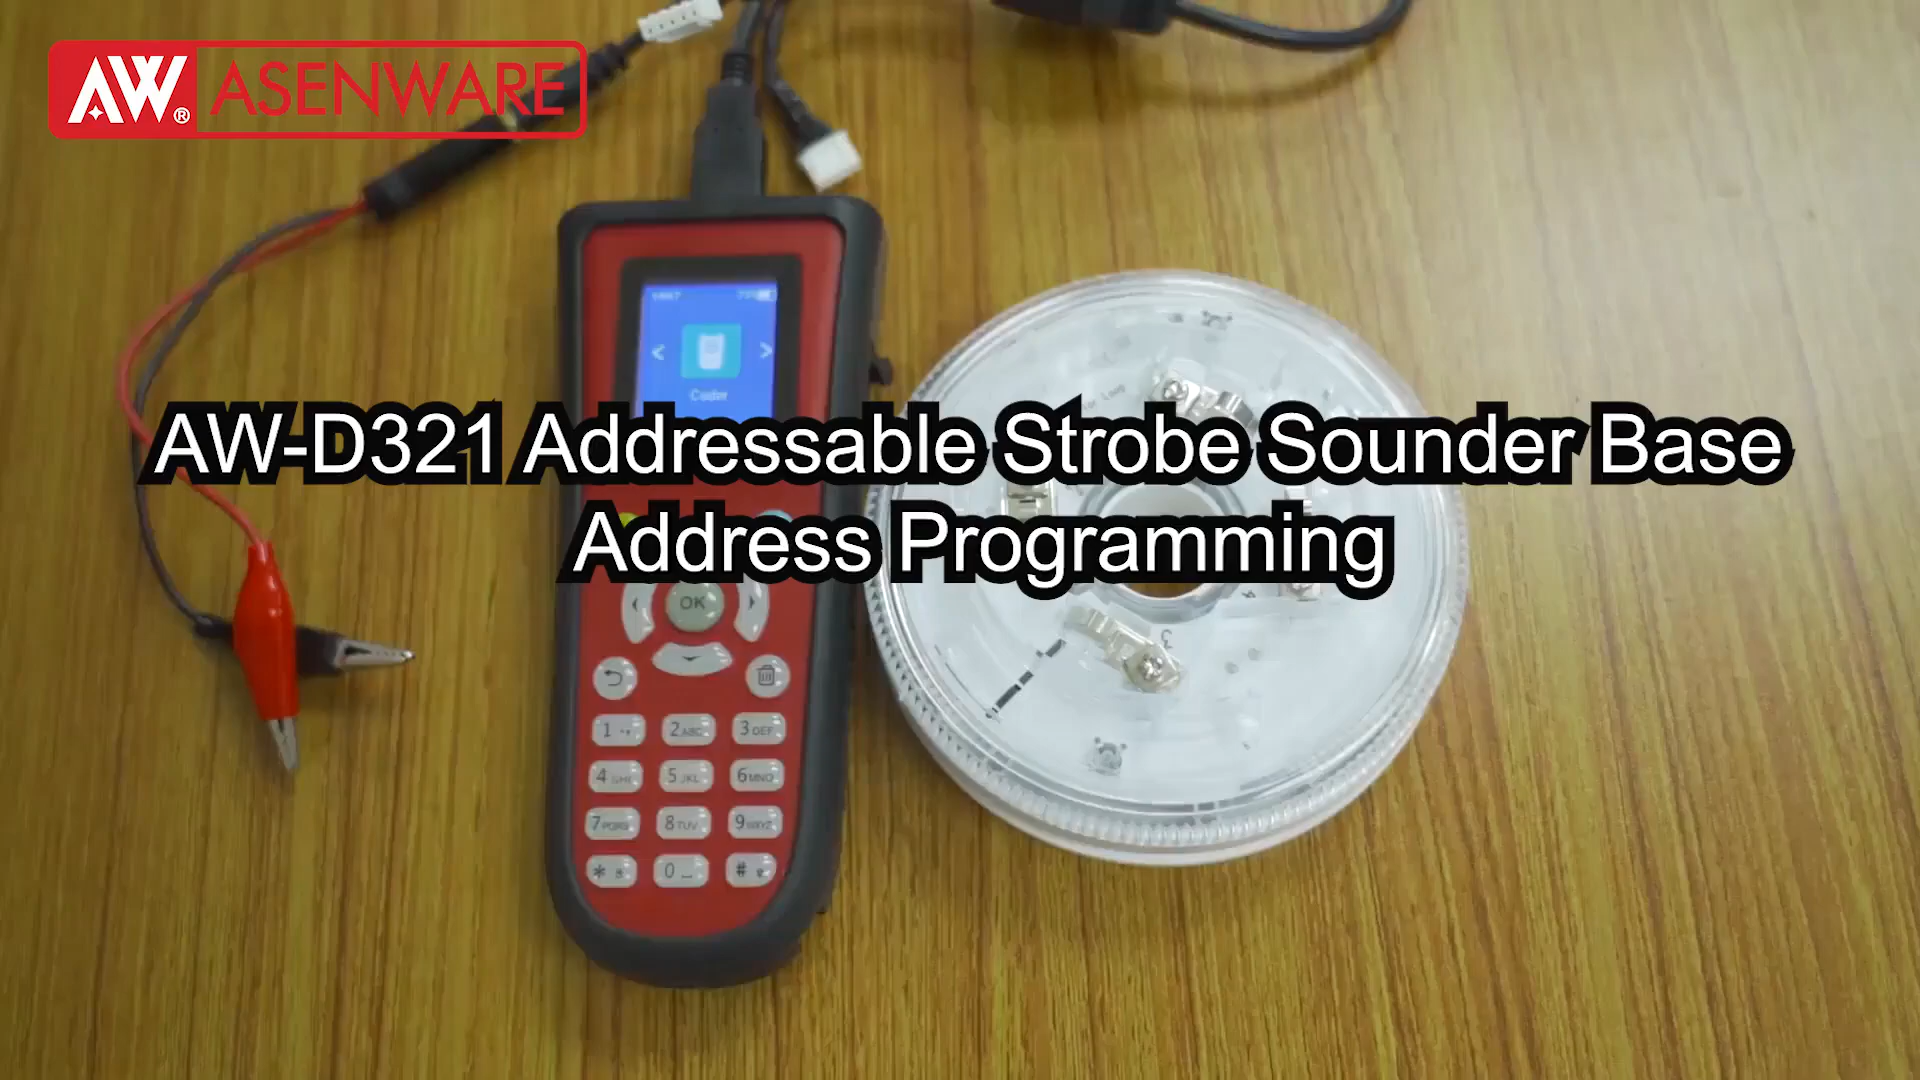 AW® ASENWARE
AW-D321 Addressable Strobe Sounder Base
Address Programming
Coder
OK
1
2 ABC
3 DEF
4 GHI
5 JKL
6 MNO
7 PQRS
8 TUV
9 WXYZ
*
0
#
3